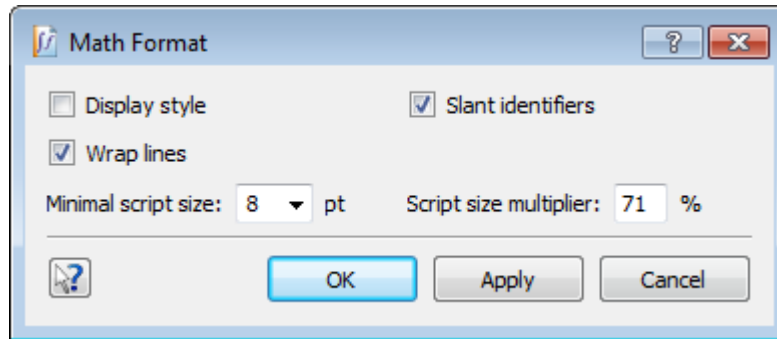 Math Format
Display style Slant identifiers
Wrap lines
Minimal script size: 8 pt Script size multiplier: 71 %
OK Apply Cancel